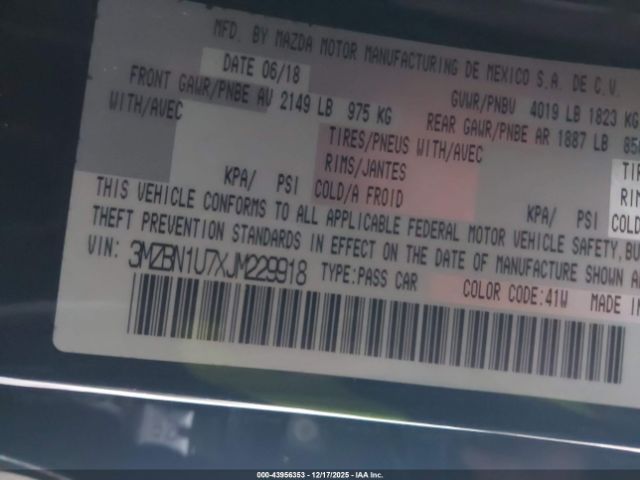 MFD. BY MAZDA MOTOR MANUFACTURING DE MEXICO S.A. DE C.V.
DATE 06/18
GVWR/PNBV 4019 LB 1823 KG
FRONT GAWR/PNBE AV 2149 LB 975 KG
REAR GAWR/PNBE AR 1887 LB
WITH/AVEC
TIRES/PNEUS WITH/AVEC
RIMS/JANTES
KPA/ PSI COLD/A FROID
KPA/ PSI COLD
THIS VEHICLE CONFORMS TO ALL APPLICABLE FEDERAL MOTOR VEHICLE SAFETY, BU
THEFT PREVENTION STANDARDS IN EFFECT ON THE DATE OF MANUFACTURE SHOWN
VIN: 3MZBN1U7XJM229918 TYPE:PASS CAR COLOR CODE:41W MADE IN
000-43956353 - 12/17/2025 - IAA Inc.